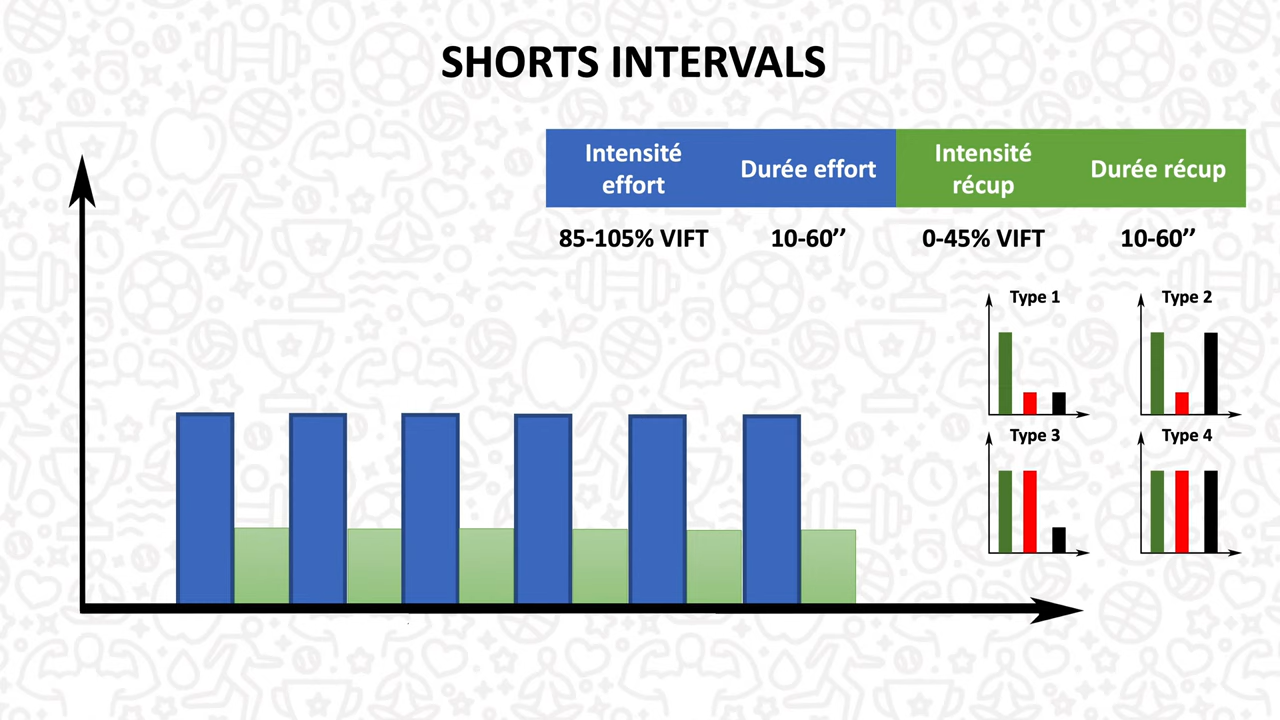 SHORTS INTERVALS
Intensité
effort
Durée effort
Intensité
récup
Durée récup
85-105% VIFT
10-60’’
0-45% VIFT
10-60’’
Type 1
Type 2
Type 3
Type 4